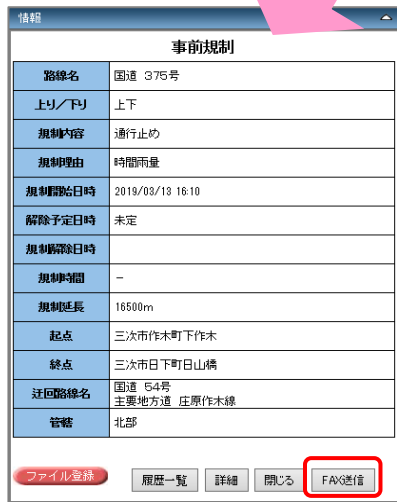 情報
事前規制
路線名 国道 375号
上り／下り 上下
規制内容 通行止め
規制理由 時間雨量
規制開始日時 2019/03/13 16:10
解除予定日時 未定
規制解除日時
規制時間 −
規制延長 16500m
起点 三次市作木町下作木
終点 三次市日下町日山橋
迂回路線名 国道 54号
主要地方道 庄原作木線
管轄 北部
ファイル登録 履歴一覧 詳細 閉じる FAX送信